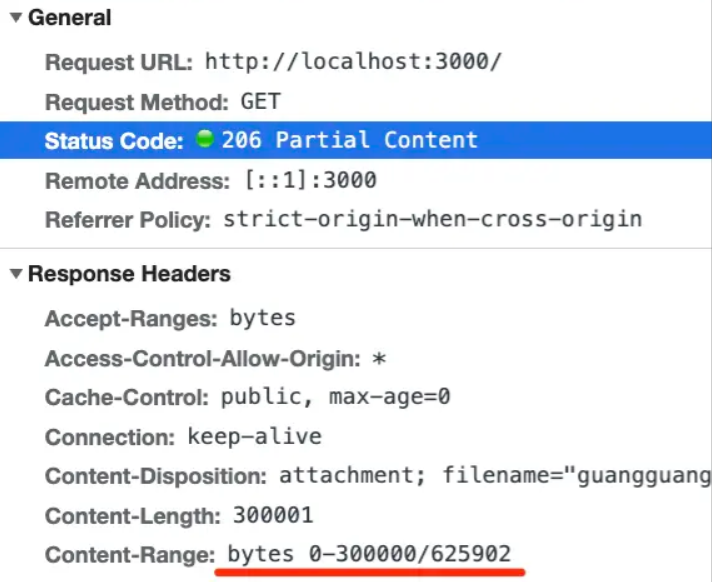 ▼ General
Request URL: http://localhost:3000/
Request Method: GET
Status Code: 206 Partial Content
Remote Address: [::1]:3000
Referrer Policy: strict-origin-when-cross-origin
▼ Response Headers
Accept-Ranges: bytes
Access-Control-Allow-Origin: *
Cache-Control: public, max-age=0
Connection: keep-alive
Content-Disposition: attachment; filename="guangguang
Content-Length: 300001
Content-Range: bytes 0-300000/625902